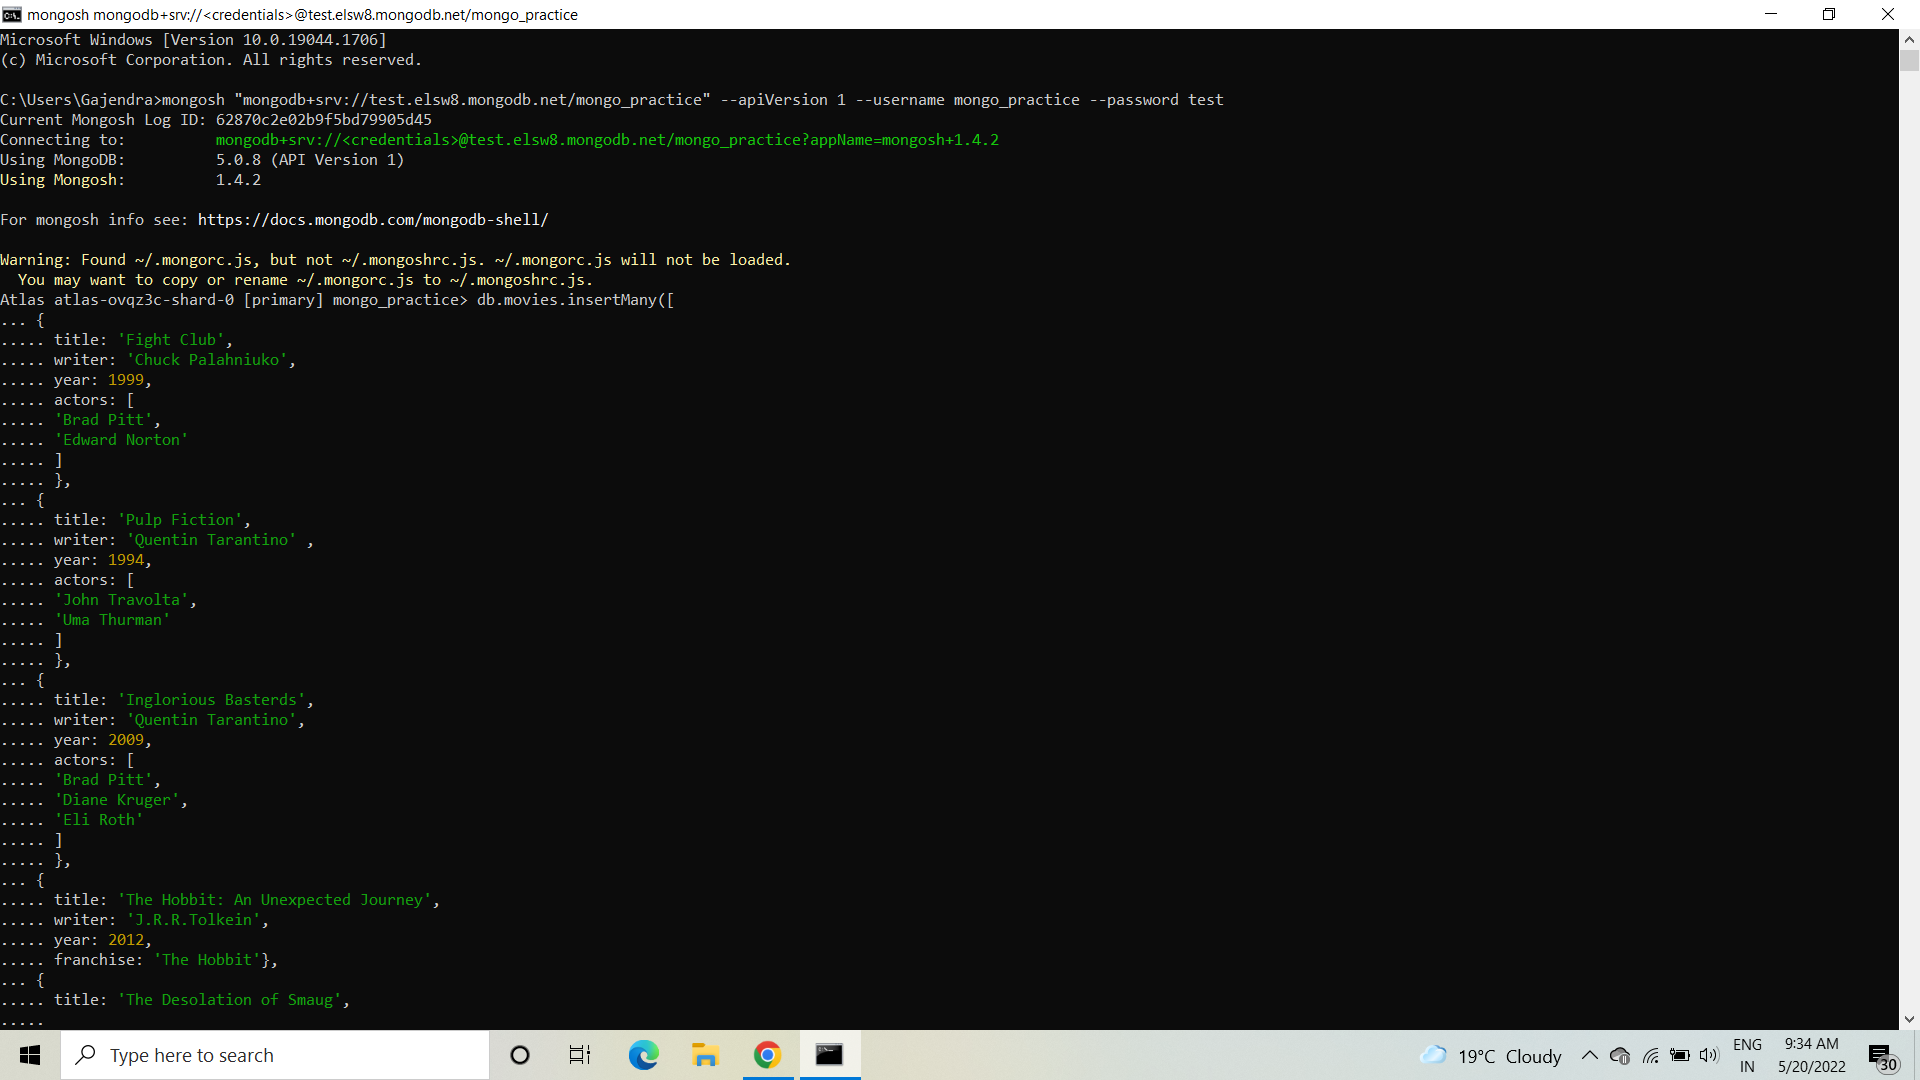 mongosh mongodb+srv://<credentials>@test.elsw8.mongodb.net/mongo_practice
Microsoft Windows [Version 10.0.19044.1706]
(c) Microsoft Corporation. All rights reserved.
C:\Users\Gajendra>mongosh "mongodb+srv://test.elsw8.mongodb.net/mongo_practice" --apiVersion 1 --username mongo_practice --password test
Current Mongosh Log ID: 62870c2e02b9f5bd79905d45
Connecting to:          mongodb+srv://<credentials>@test.elsw8.mongodb.net/mongo_practice?appName=mongosh+1.4.2
Using MongoDB:          5.0.8 (API Version 1)
Using Mongosh:          1.4.2
For mongosh info see: https://docs.mongodb.com/mongodb-shell/
Warning: Found ~/.mongorc.js, but not ~/.mongoshrc.js. ~/.mongorc.js will not be loaded.
  You may want to copy or rename ~/.mongorc.js to ~/.mongoshrc.js.
Atlas atlas-ovqz3c-shard-0 [primary] mongo_practice> db.movies.insertMany([
... {
..... title: 'Fight Club',
..... writer: 'Chuck Palahniuko',
..... year: 1999,
..... actors: [
..... 'Brad Pitt',
..... 'Edward Norton'
..... ]
..... },
... {
..... title: 'Pulp Fiction',
..... writer: 'Quentin Tarantino' ,
..... year: 1994,
..... actors: [
..... 'John Travolta',
..... 'Uma Thurman'
..... ]
..... },
... {
..... title: 'Inglorious Basterds',
..... writer: 'Quentin Tarantino',
..... year: 2009,
..... actors: [
..... 'Brad Pitt',
..... 'Diane Kruger',
..... 'Eli Roth'
..... ]
..... },
... {
..... title: 'The Hobbit: An Unexpected Journey',
..... writer: 'J.R.R.Tolkein',
..... year: 2012,
..... franchise: 'The Hobbit'},
... {
..... title: 'The Desolation of Smaug',
.....
Type here to search
19°C Cloudy
ENG
IN
9:34 AM
5/20/2022
30